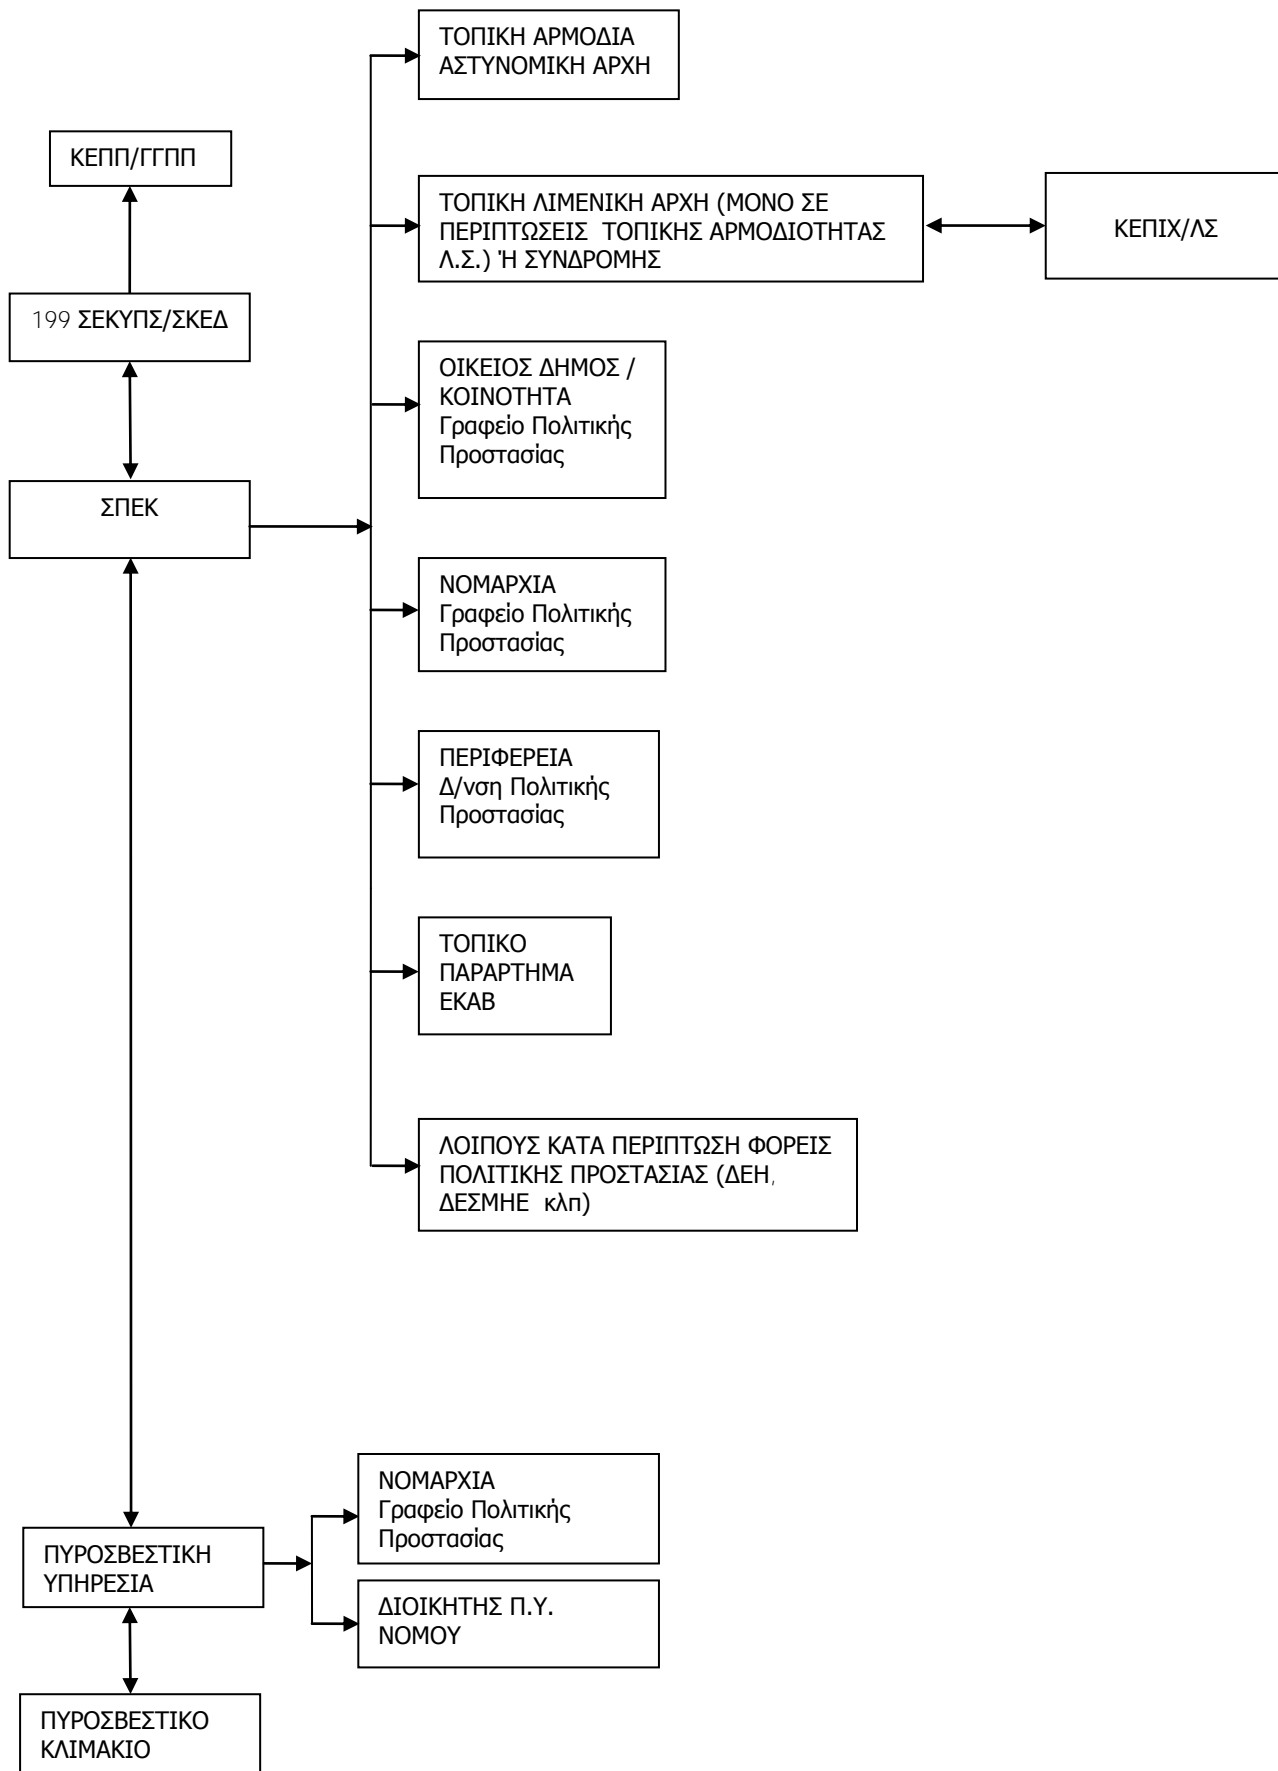 ΤΟΠΙΚΗ ΑΡΜΟΔΙΑ
ΑΣΤΥΝΟΜΙΚΗ ΑΡΧΗ
ΚΕΠΠ/ΓΓΠΠ
ΤΟΠΙΚΗ ΛΙΜΕΝΙΚΗ ΑΡΧΗ (ΜΟΝΟ ΣΕ
ΠΕΡΙΠΤΩΣΕΙΣ ΤΟΠΙΚΗΣ ΑΡΜΟΔΙΟΤΗΤΑΣ
Λ.Σ.) Ή ΣΥΝΔΡΟΜΗΣ
ΚΕΠΙΧ/ΛΣ
199 ΣΕΚΥΠΣ/ΣΚΕΔ
ΟΙΚΕΙΟΣ ΔΗΜΟΣ /
ΚΟΙΝΟΤΗΤΑ
Γραφείο Πολιτικής
Προστασίας
ΣΠΕΚ
ΝΟΜΑΡΧΙΑ
Γραφείο Πολιτικής
Προστασίας
ΠΕΡΙΦΕΡΕΙΑ
Δ/νση Πολιτικής
Προστασίας
ΤΟΠΙΚΟ
ΠΑΡΑΡΤΗΜΑ
ΕΚΑΒ
ΛΟΙΠΟΥΣ ΚΑΤΑ ΠΕΡΙΠΤΩΣΗ ΦΟΡΕΙΣ
ΠΟΛΙΤΙΚΗΣ ΠΡΟΣΤΑΣΙΑΣ (ΔΕΗ,
ΔΕΣΜΗΕ κλπ)
ΝΟΜΑΡΧΙΑ
Γραφείο Πολιτικής
Προστασίας
ΠΥΡΟΣΒΕΣΤΙΚΗ
ΥΠΗΡΕΣΙΑ
ΔΙΟΙΚΗΤΗΣ Π.Υ.
ΝΟΜΟΥ
ΠΥΡΟΣΒΕΣΤΙΚΟ
ΚΛΙΜΑΚΙΟ